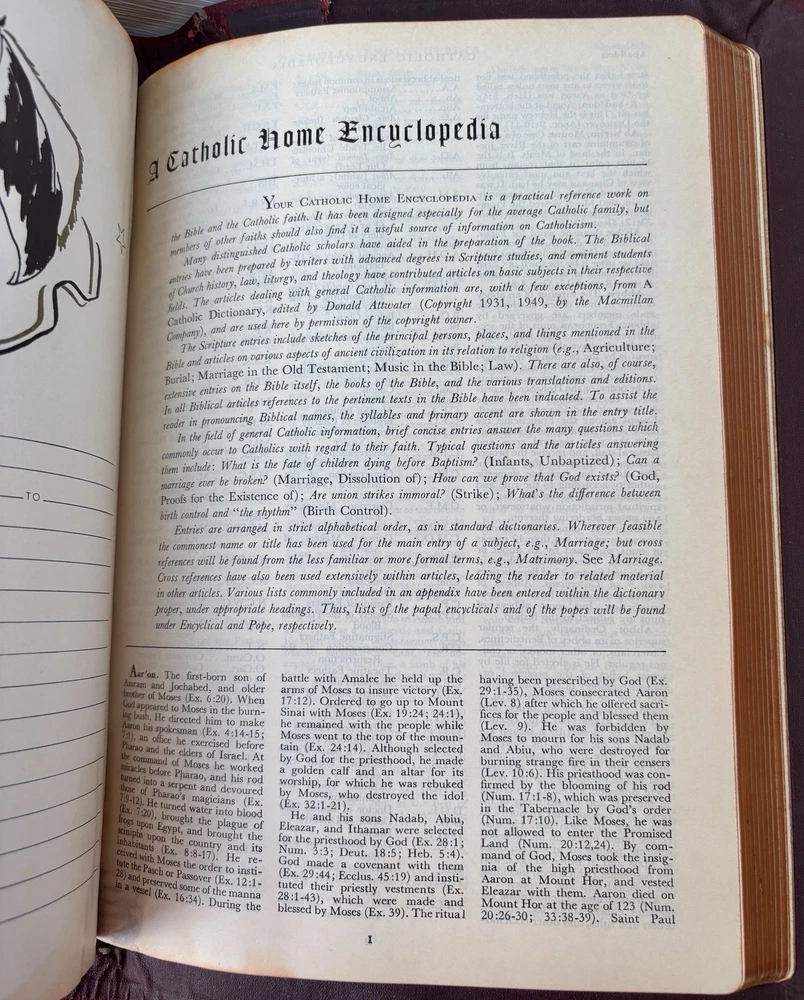 TO
A Catholic Home Encyclopedia
YOUR CATHOLIC HOME ENCYCLOPEDIA is a practical reference work on
the Bible and the Catholic faith. It has been designed especially for the average Catholic family, but
members of other faiths should also find it a useful source of information on Catholicism.
Many distinguished Catholic scholars have aided in the preparation of the book. The Biblical
entries have been prepared by writers with advanced degrees in Scripture studies, and eminent students
of Church history, law, liturgy, and theology have contributed articles on basic subjects in their respective
fields. The articles dealing with general Catholic information are, with a few exceptions, from A
Catholic Dictionary, edited by Donald Attwater (Copyright 1931, 1949, by the Macmillan
Company), and are used here by permission of the copyright owner.
The Scripture entries include sketches of the principal persons, places, and things mentioned in the
Bible and articles on various aspects of ancient civilization in its relation to religion (e.g., Agriculture;
Burial; Marriage in the Old Testament; Music in the Bible; Law). There are also, of course,
extensive entries on the Bible itself, the books of the Bible, and the various translations and editions.
In all Biblical articles references to the pertinent texts in the Bible have been indicated. To assist the
reader in pronouncing Biblical names, the syllables and primary accent are shown in the entry title.
In the field of general Catholic information, brief concise entries answer the many questions which
commonly occur to Catholics with regard to their faith. Typical questions and the articles answering
them include: What is the fate of children dying before Baptism? (Infants, Unbaptized); Can a
marriage ever be broken? (Marriage, Dissolution of); How can we prove that God exists? (God,
Proofs for the Existence of); Are union strikes immoral? (Strike); What's the difference between
birth control and "the rhythm" (Birth Control).
Entries are arranged in strict alphabetical order, as in standard dictionaries. Wherever feasible
the commonest name or title has been used for the main entry of a subject, e.g., Marriage; but cross
references will be found from the less familiar or more formal terms, e.g., Matrimony. See Marriage.
Cross references have also been used extensively within articles, leading the reader to related material
in other articles. Various lists commonly included in an appendix have been entered within the dictionary
proper, under appropriate headings. Thus, lists of the papal encyclicals and of the popes will be found
under Encyclical and Pope, respectively.
Aar'on. The first-born son of
Amram and Jochabed, and older
brother of Moses (Ex. 6:20). When
God appeared to Moses in the burn-
ing bush, He directed him to make
Aaron his spokesman (Ex. 4:14-15;
7:1), an office he exercised before
Pharao and the elders of Israel. At
the command of Moses he worked
miracles before Pharao, and his rod
turned into a serpent and devoured
those of Pharao's magicians (Ex.
7:9-12). He turned water into blood
(Ex. 7:20), brought the plague of
frogs upon Egypt, and brought the
sciniphs upon the country and its
inhabitants (Ex. 8:8-17). He re-
ceived with Moses the order to insti-
tute the Pasch or Passover (Ex. 12:1-
28) and preserved some of the manna
in a vessel (Ex. 16:34). During the
battle with Amalec he held up the
arms of Moses to insure victory (Ex.
17:12). Ordered to go up to Mount
Sinai with Moses (Ex. 19:24; 24:1),
he remained with the people while
Moses went to the top of the moun-
tain (Ex. 24:14). Although selected
by God for the priesthood, he made
a golden calf and an altar for its
worship, for which he was rebuked
by Moses, who destroyed the idol
(Ex. 32:1-21).
He and his sons Nadab, Abiu,
Eleazar, and Ithamar were selected
for the priesthood by God (Ex. 28:1;
Num. 3:3; Deut. 18:5; Heb. 5:4).
God made a covenant with them
(Ex. 29:44; Ecclus. 45:19) and insti-
tuted their priestly vestments (Ex.
28:1-43), which were made and
blessed by Moses (Ex. 39). The ritual
having been prescribed by God (Ex.
29:1-35), Moses consecrated Aaron
(Lev. 8) after which he offered sacri-
fices for the people and blessed them
(Lev. 9). He was forbidden by
Moses to mourn for his sons Nadab
and Abiu, who were destroyed for
burning strange fire in their censers
(Lev. 10:6). His priesthood was con-
firmed by the blooming of his rod
(Num. 17:1-8), which was preserved
in the Tabernacle by God's order
(Num. 17:10). Like Moses, he was
not allowed to enter the Promised
Land (Num. 20:12,24). By com-
mand of God, Moses took the insig-
nia of the high priesthood from
Aaron at Mount Hor, and vested
Eleazar with them. Aaron died on
Mount Hor at the age of 123 (Num.
20:26-30; 33:38-39). Saint Paul
1